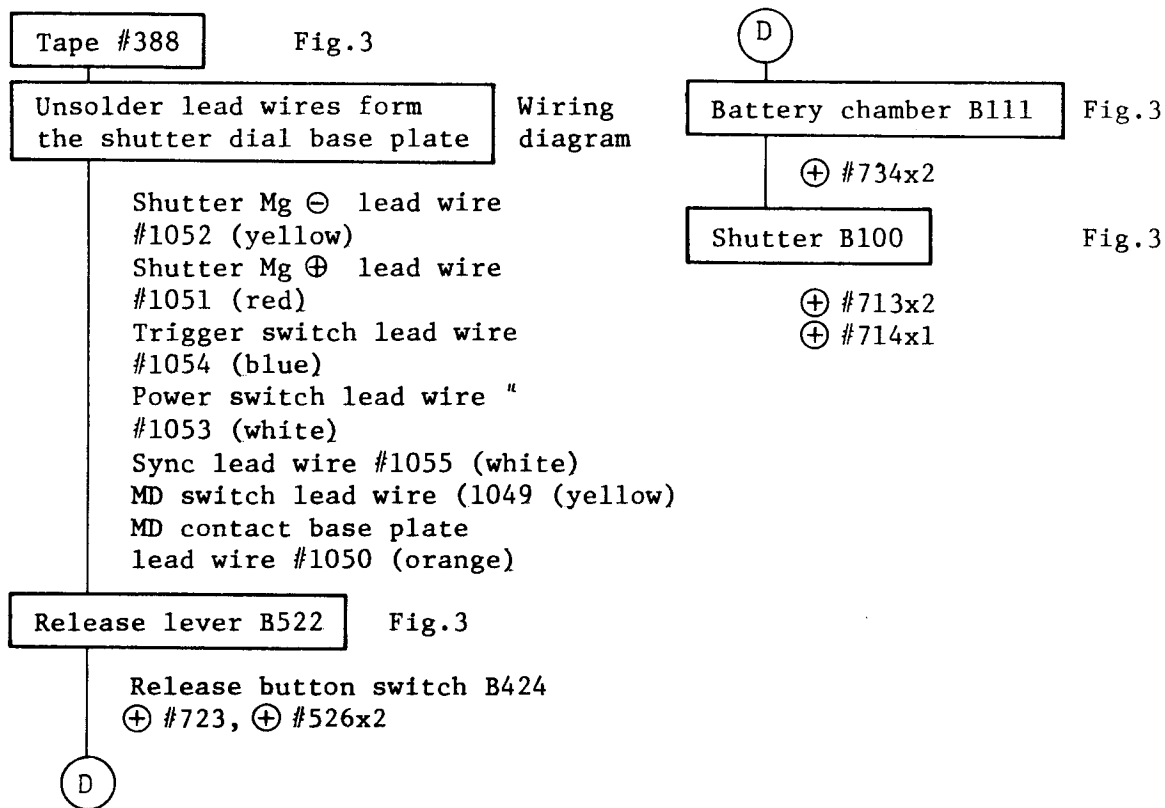 Tape #388 Fig.3
Unsolder lead wires form Wiring
the shutter dial base plate diagram
Shutter Mg ⊖ lead wire
#1052 (yellow)
Shutter Mg ⊕ lead wire
#1051 (red)
Trigger switch lead wire
#1054 (blue)
Power switch lead wire "
#1053 (white)
Sync lead wire #1055 (white)
MD switch lead wire (1049 (yellow)
MD contact base plate
lead wire #1050 (orange)
Release lever B522 Fig.3
Release button switch B424
⊕ #723, ⊕ #526x2
D
D
Battery chamber B111 Fig.3
⊕ #734x2
Shutter B100 Fig.3
⊕ #713x2
⊕ #714x1